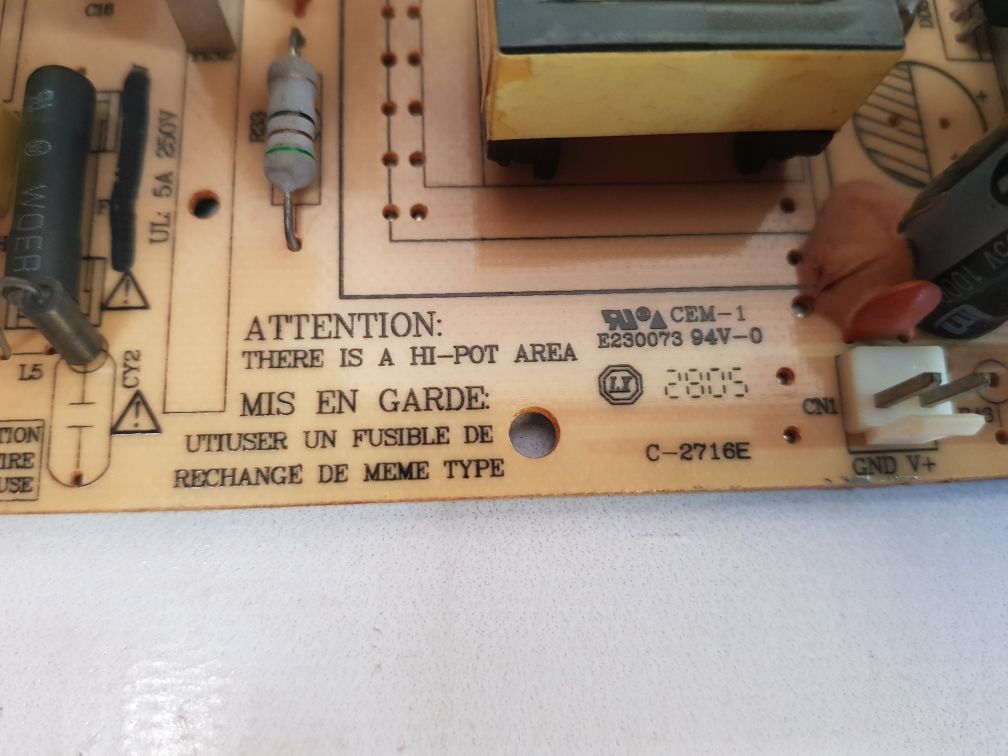 C16
R33
UL: 5A 250V
WOER
CY2
L5
TION
IRE
USE
ATTENTION:
THERE IS A HI-POT AREA
MIS EN GARDE:
UTIUSER UN FUSIBLE DE
RECHANGE DE MEME TYPE
CEM-1
E230073 94V-0
LY
2805
C-2716E
CN1
GND V+